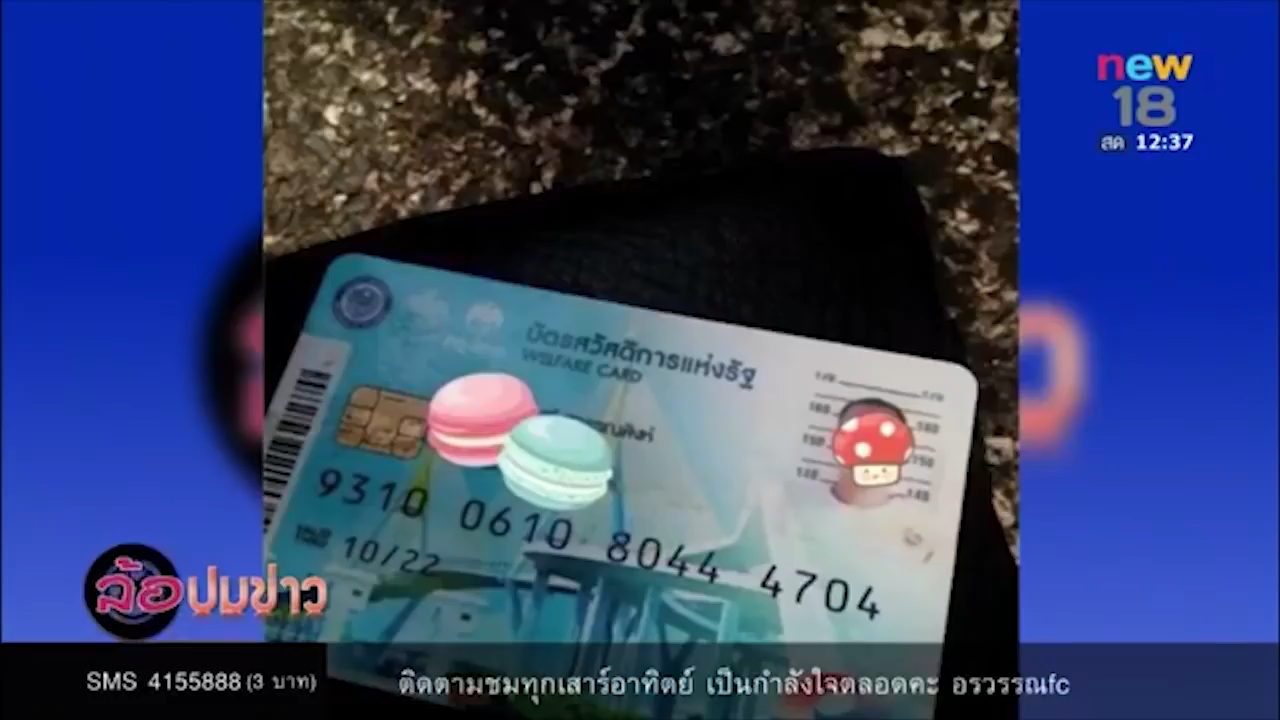 new
18
สด 12:37
บัตรสวัสดิการแห่งรัฐ
WELFARE CARD
9310 0610 8044 4704
VALID THRU 10/22
ล้อปมข่าว
SMS 4155888 (3 บาท)
ติดตามชมทุกเสาร์อาทิตย์ เป็นกำลังใจตลอดคะ อรวรรณfc